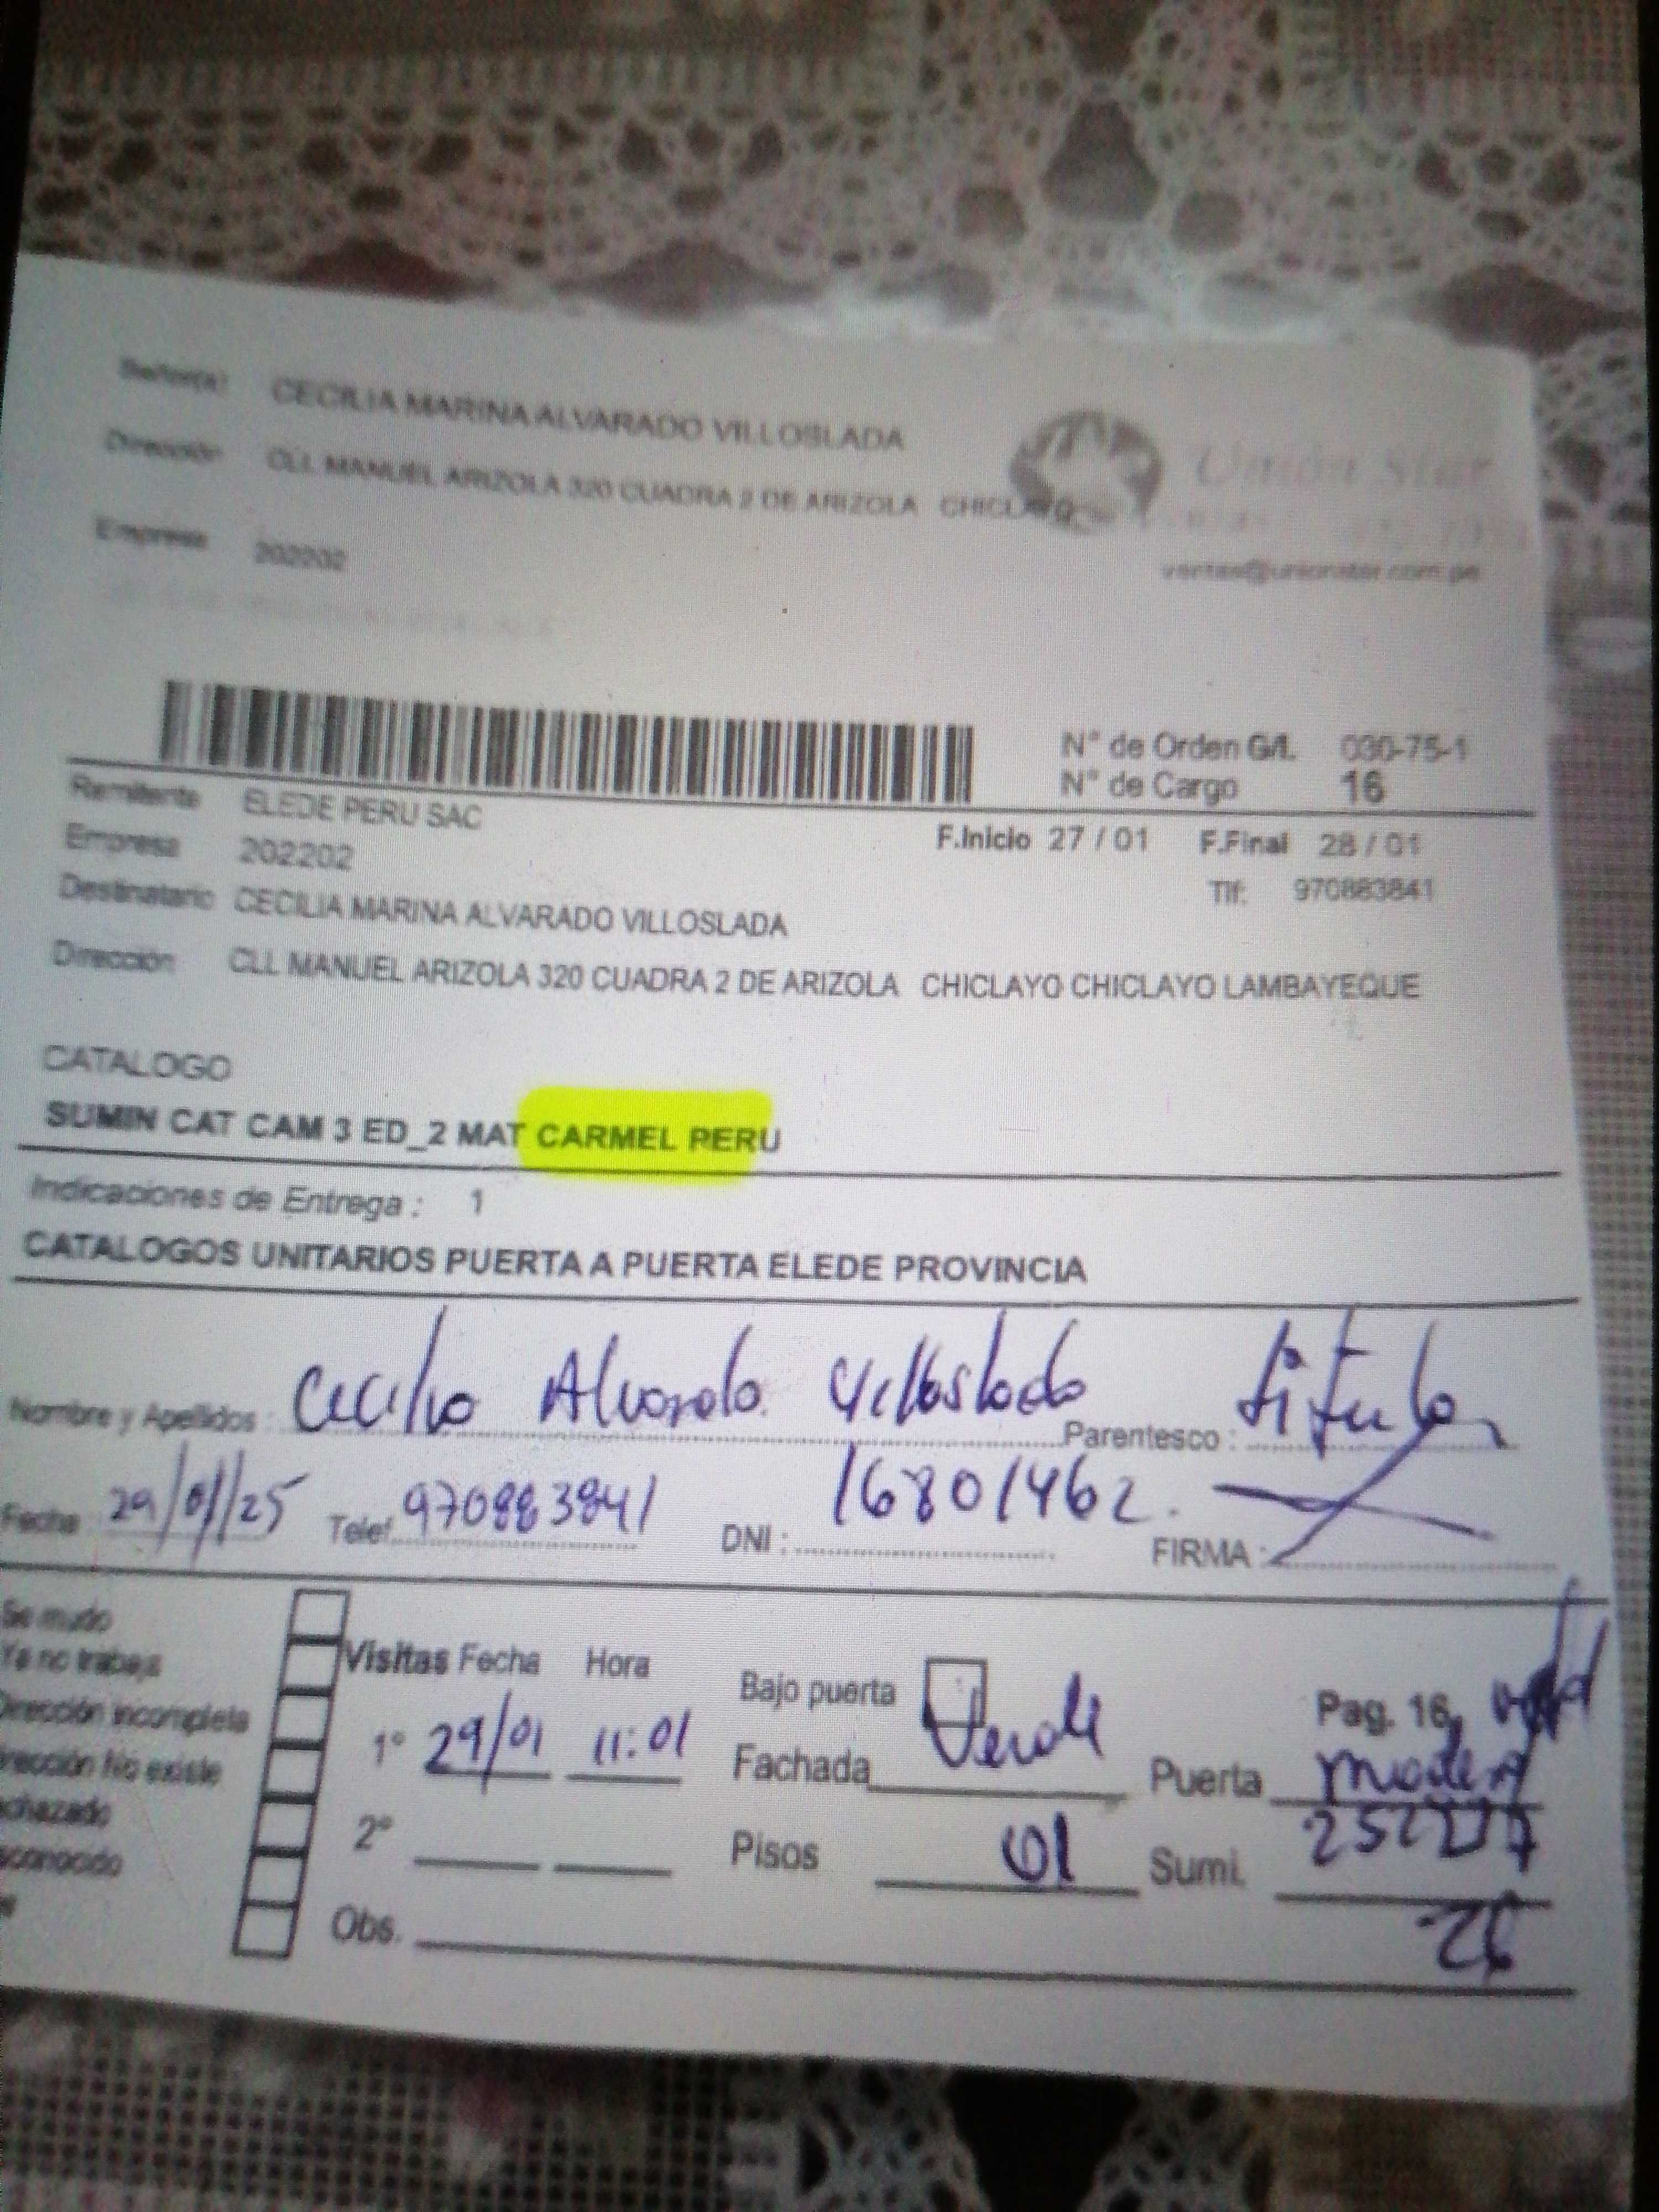 Señor(a) CECILIA MARINA ALVARADO VILLOSLADA
Dirección CLL MANUEL ARIZOLA 320 CUADRA 2 DE ARIZOLA CHICLAYO
Unión Star
Empresa 202202
ventas@unionstar.com.pe
N° de Orden G/L. 030-75-1
N° de Cargo 16
Remitente ELEDE PERU SAC
F.Inicio 27 / 01 F.Final 28 / 01
Empresa 202202
Tlf: 970883841
Destinatario CECILIA MARINA ALVARADO VILLOSLADA
Dirección CLL MANUEL ARIZOLA 320 CUADRA 2 DE ARIZOLA CHICLAYO CHICLAYO LAMBAYEQUE
CATALOGO
SUMIN CAT CAM 3 ED_2 MAT CARMEL PERU
Indicaciones de Entrega : 1
CATALOGOS UNITARIOS PUERTA A PUERTA ELEDE PROVINCIA
Nombre y Apellidos : Cecilia Alvarado Villoslada Parentesco : titular
Fecha 29/01/25 Telef. 970883841 DNI : 16801462. FIRMA :
Se mudo
Ya no trabaja
Dirección incompleta
Dirección No existe
Rechazado
Desconocido
Visitas Fecha Hora Bajo puerta Pag. 16
1° 29/01 11:01 Fachada Verde Puerta
2° Pisos 01 Sumi.
Obs.